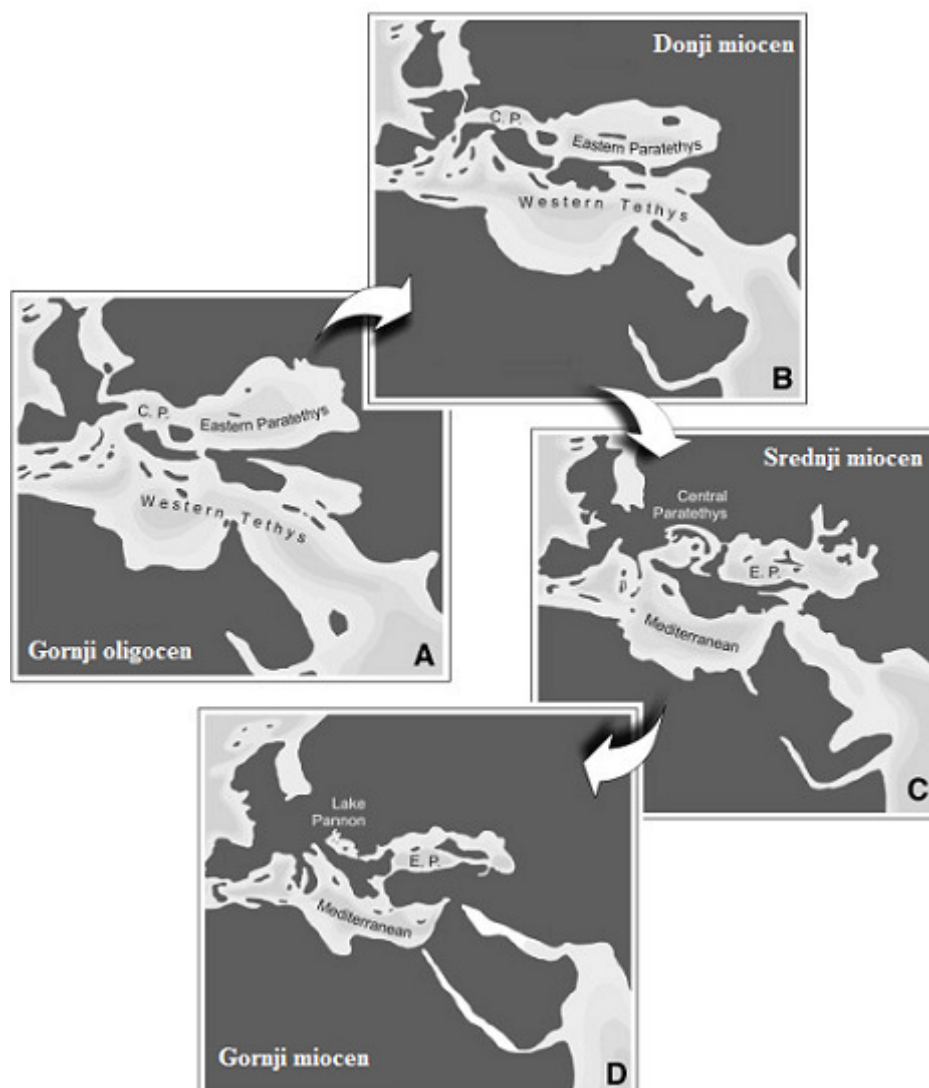 Gornji oligocen
C. P.
Eastern Paratethys
Western Tethys
A
Donji miocen
C. P.
Eastern Paratethys
Western Tethys
B
Srednji miocen
Central
Paratethys
E. P.
Mediterranean
C
Lake
Pannon
E. P.
Mediterranean
Gornji miocen
D